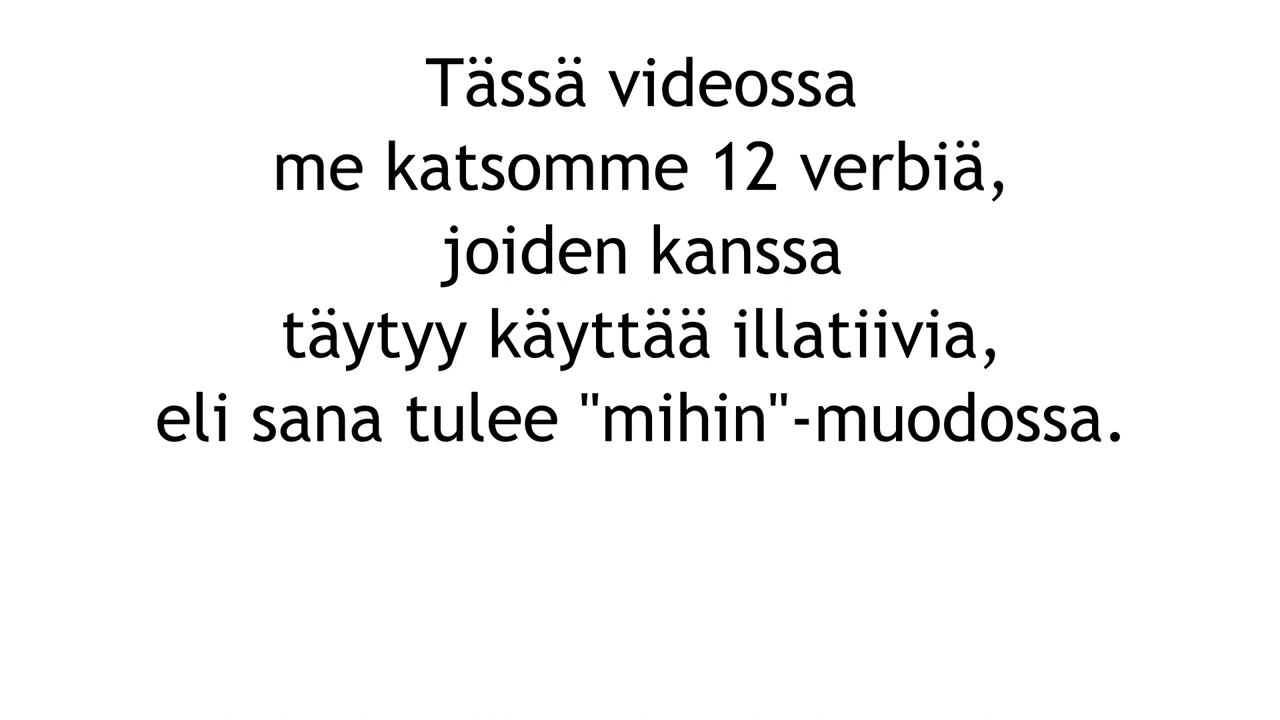 Tässä videossa
me katsomme 12 verbiä,
joiden kanssa
täytyy käyttää illatiivia,
eli sana tulee "mihin"-muodossa.